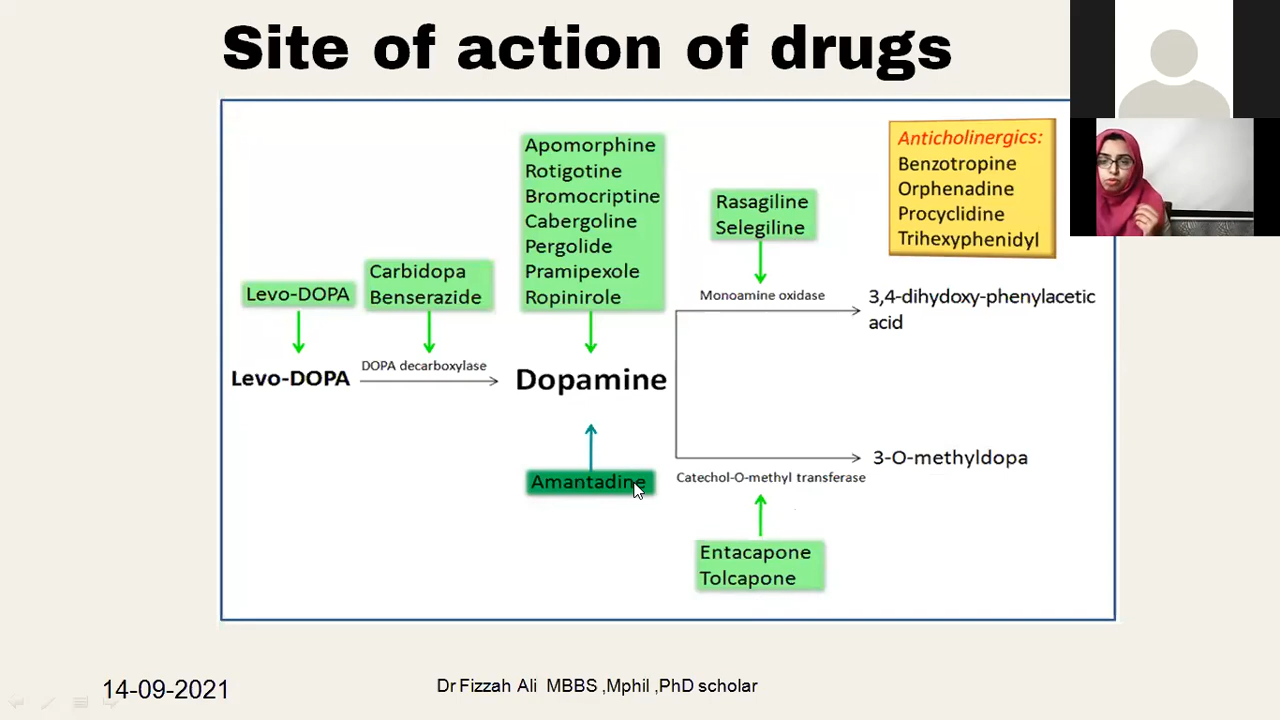 Site of action of drugs
Anticholinergics:
Benzotropine
Orphenadine
Procyclidine
Trihexyphenidyl
Apomorphine
Rotigotine
Bromocriptine
Cabergoline
Pergolide
Pramipexole
Ropinirole
Rasagiline
Selegiline
Levo-DOPA
Carbidopa
Benserazide
Monoamine oxidase
3,4-dihydoxy-phenylacetic
acid
Levo-DOPA
DOPA decarboxylase
Dopamine
Amantadine
3-O-methyldopa
Catechol-O-methyl transferase
Entacapone
Tolcapone
14-09-2021
Dr Fizzah Ali MBBS ,Mphil ,PhD scholar